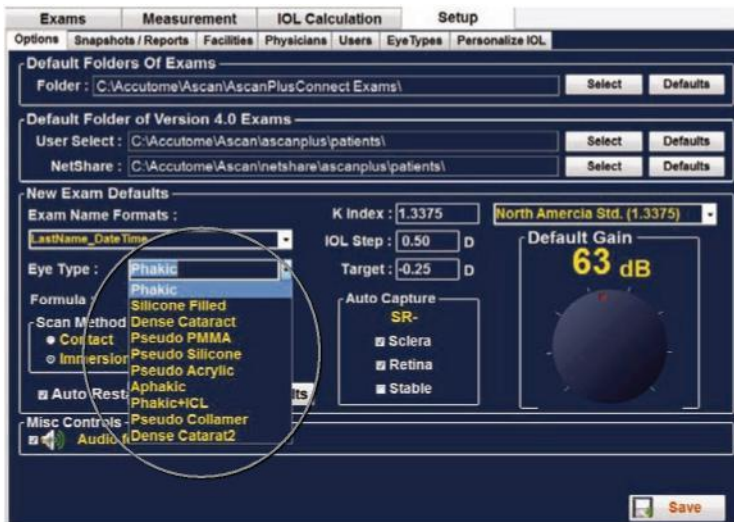 Exams Measurement IOL Calculation Setup
Options Snapshots / Reports Facilities Physicians Users EyeTypes Personalize IOL
Default Folders Of Exams
Folder : C:\Accutome\Ascan\AscanPlusConnect Exams\ Select Defaults
Default Folder of Version 4.0 Exams
User Select : C:\Accutome\Ascan\ascanplus\patients\ Select Defaults
NetShare : C:\Accutome\Ascan\netshare\ascanplus\patients\ Select Defaults
New Exam Defaults
Exam Name Formats :
LastName_DateTime
Eye Type : Phakic
Phakic
Silicone Filled
Dense Cataract
Pseudo PMMA
Pseudo Silicone
Pseudo Acrylic
Aphakic
Phakic+ICL
Pseudo Collamer
Dense Catarat2
Formula
Scan Method
Contact
Immersion
Auto
K Index : 1.3375 North Amercia Std. (1.3375)
IOL Step : 0.50 D
Target : -0.25 D
Auto Capture
SR-
Sclera
Retina
Stable
Default Gain
63 dB
Misc Controls
Audio
Save